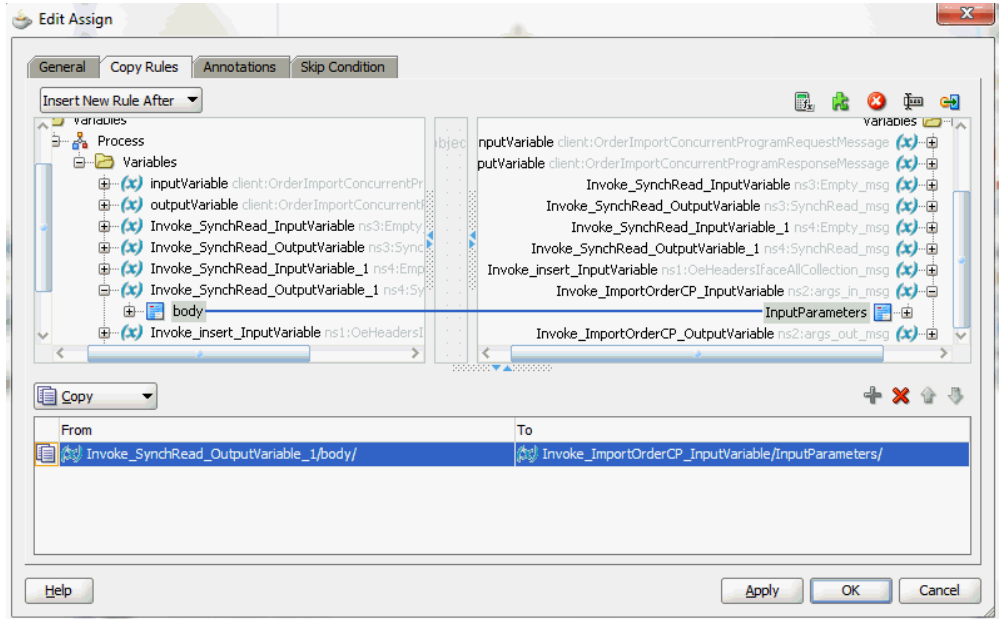 Edit Assign
General Copy Rules Annotations Skip Condition
Insert New Rule After
Variables
Process
Variables
inputVariable client:OrderImportConcurrentPr
outputVariable client:OrderImportConcurrentF
Invoke_SynchRead_InputVariable ns3:Empty
Invoke_SynchRead_OutputVariable ns3:Sync
Invoke_SynchRead_InputVariable_1 ns4:Emp
Invoke_SynchRead_OutputVariable_1 ns4:Sy
body
Invoke_insert_InputVariable ns1:OeHeadersI
bjec
Variables
nputVariable client:OrderImportConcurrentProgramRequestMessage
putVariable client:OrderImportConcurrentProgramResponseMessage
Invoke_SynchRead_InputVariable ns3:Empty_msg
Invoke_SynchRead_OutputVariable ns3:SynchRead_msg
Invoke_SynchRead_InputVariable_1 ns4:Empty_msg
Invoke_SynchRead_OutputVariable_1 ns4:SynchRead_msg
Invoke_insert_InputVariable ns1:OeHeadersIfaceAllCollection_msg
Invoke_ImportOrderCP_InputVariable ns2:args_in_msg
InputParameters
Invoke_ImportOrderCP_OutputVariable ns2:args_out_msg
Copy
From To
Invoke_SynchRead_OutputVariable_1/body/ Invoke_ImportOrderCP_InputVariable/InputParameters/
Help Apply OK Cancel